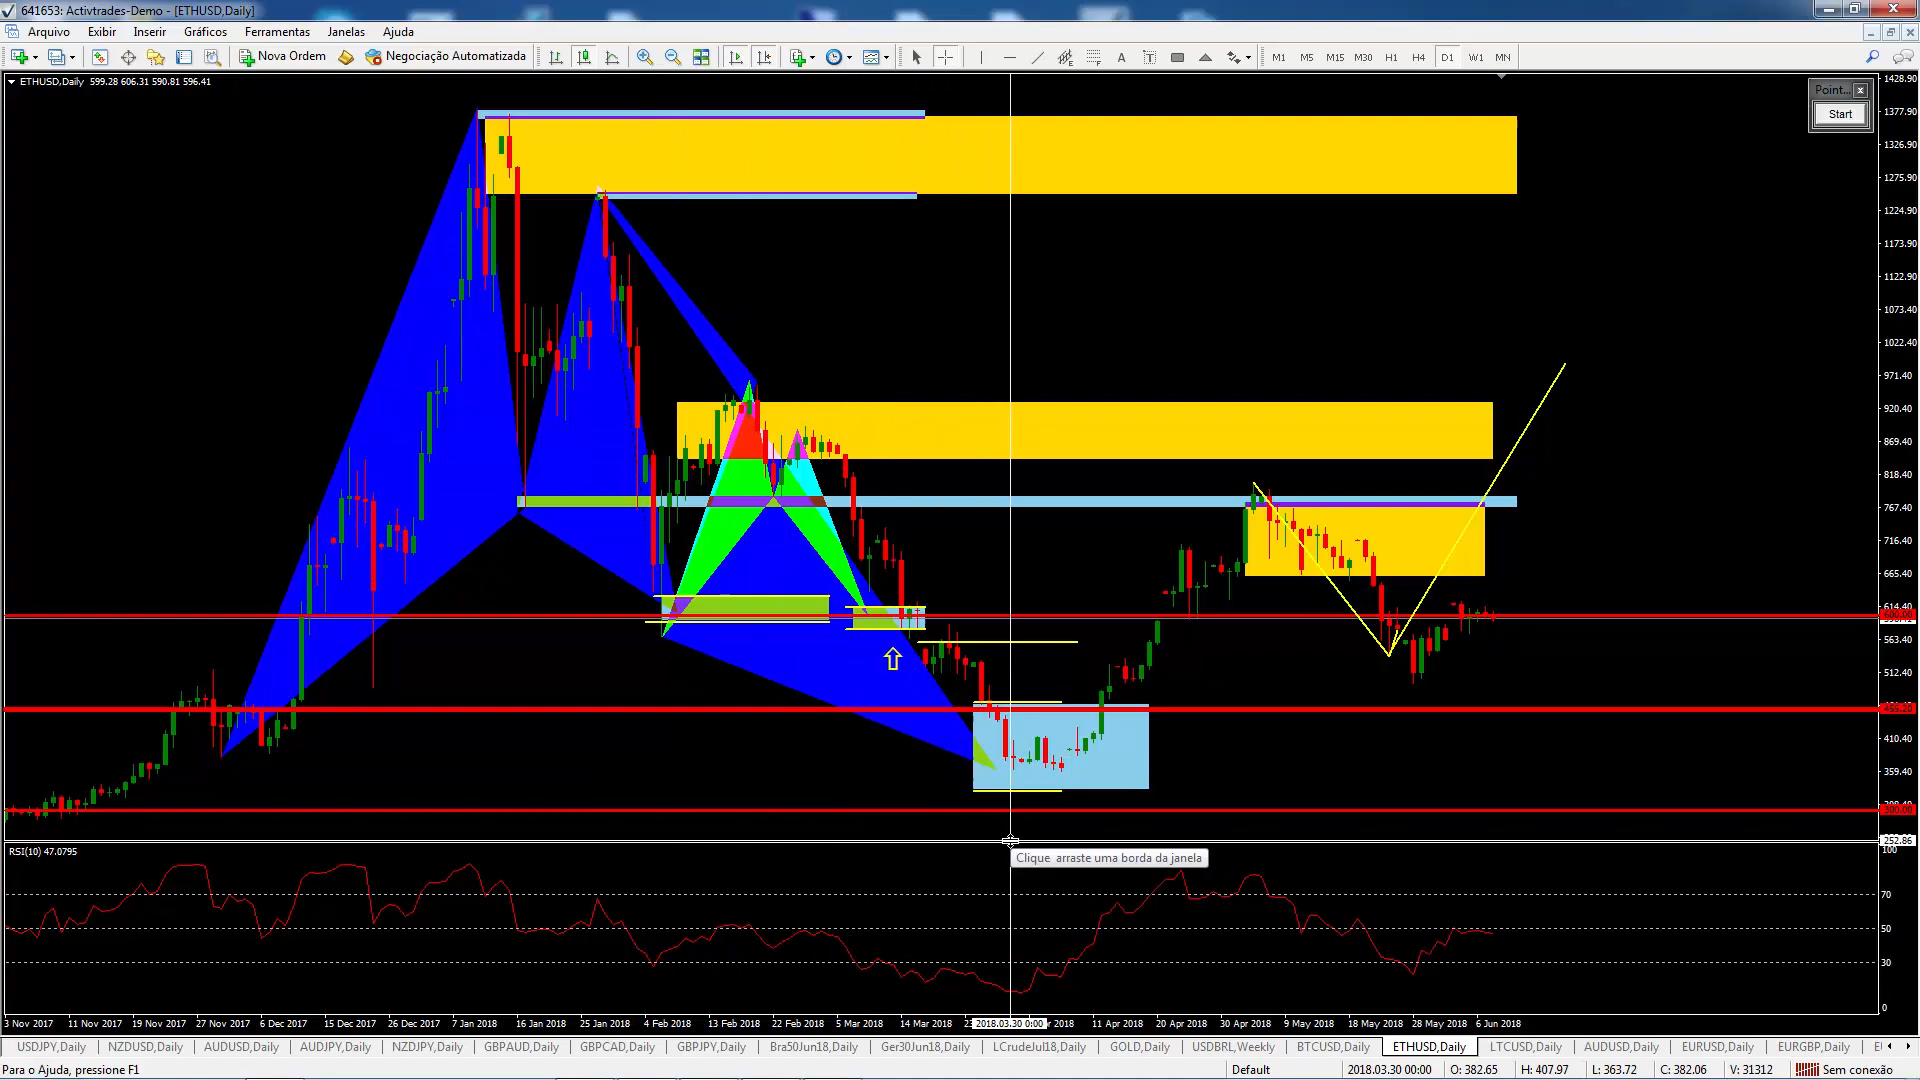 641653: Activtrades-Demo - [ETHUSD,Daily]
Arquivo Exibir Inserir Gráficos Ferramentas Janelas Ajuda
Nova Ordem Negociação Automatizada A T M1 M5 M15 M30 H1 H4 D1 W1 MN
ETHUSD,Daily 599.28 606.31 590.81 596.41
Point... x
Start
1428.90
1377.90
1326.90
1275.90
1224.90
1173.90
1122.90
1073.40
1022.40
971.40
920.40
869.40
818.40
767.40
716.40
665.40
614.40
563.40
512.40
410.40
359.40
252.86
RSI(10) 47.0795
Clique arraste uma borda da janela
100
70
50
30
0
3 Nov 2017 11 Nov 2017 19 Nov 2017 27 Nov 2017 6 Dec 2017 15 Dec 2017 26 Dec 2017 7 Jan 2018 16 Jan 2018 25 Jan 2018 4 Feb 2018 13 Feb 2018 22 Feb 2018 5 Mar 2018 14 Mar 2018 2018.03.30 0:00 2018 11 Apr 2018 20 Apr 2018 30 Apr 2018 9 May 2018 18 May 2018 28 May 2018 6 Jun 2018
USDJPY,Daily NZDUSD,Daily AUDUSD,Daily AUDJPY,Daily NZDJPY,Daily GBPAUD,Daily GBPCAD,Daily GBPJPY,Daily Bra50Jun18,Daily Ger30Jun18,Daily LCrudeJul18,Daily GOLD,Daily USDBRL,Weekly BTCUSD,Daily ETHUSD,Daily LTCUSD,Daily AUDUSD,Daily EURUSD,Daily EURGBP,Daily
Para o Ajuda, pressione F1 Default 2018.03.30 00:00 O: 382.65 H: 407.97 L: 363.72 C: 382.06 V: 31312 Sem conexão